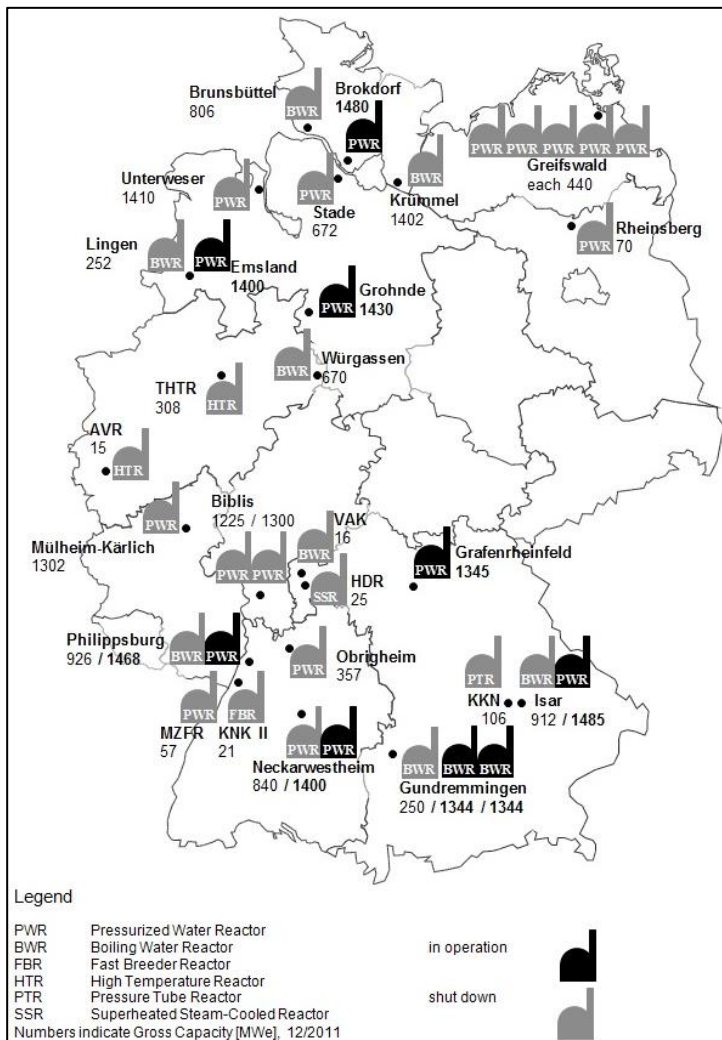 Brunsbüttel
806
BWR
Brokdorf
1480
PWR
PWR PWR PWR PWR PWR
Greifswald
each 440
Unterweser
1410
PWR
PWR
Stade
672
BWR
Krümmel
1402
PWR
Rheinsberg
70
Lingen
252
BWR
PWR
Emsland
1400
PWR
Grohnde
1430
BWR
Würgassen
670
THTR
308
HTR
AVR
15
HTR
PWR
Mülheim-Kärlich
1302
Biblis
1225 / 1300
PWR PWR
VAK
16
BWR
SSR
HDR
25
PWR
Grafenrheinfeld
1345
Philippsburg
926 / 1468
BWR PWR
PWR
Obrigheim
357
PTR
KKN
106
BWR PWR
Isar
912 / 1485
PWR
MZFR
57
FBR
KNK II
21
PWR PWR
Neckarwestheim
840 / 1400
BWR BWR BWR
Gundremmingen
250 / 1344 / 1344
Legend
PWR Pressurized Water Reactor
BWR Boiling Water Reactor
FBR Fast Breeder Reactor
HTR High Temperature Reactor
PTR Pressure Tube Reactor
SSR Superheated Steam-Cooled Reactor
Numbers indicate Gross Capacity [MWe], 12/2011
in operation
shut down